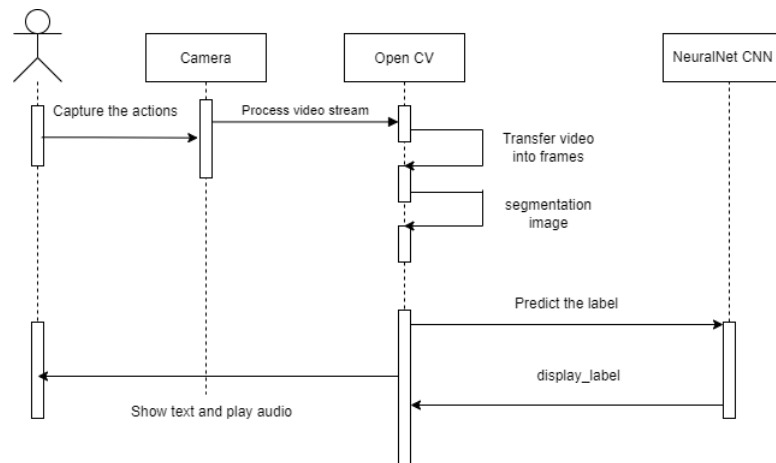 Camera
Open CV
NeuralNet CNN
Capture the actions
Process video stream
Transfer video
into frames
segmentation
image
Predict the label
display_label
Show text and play audio